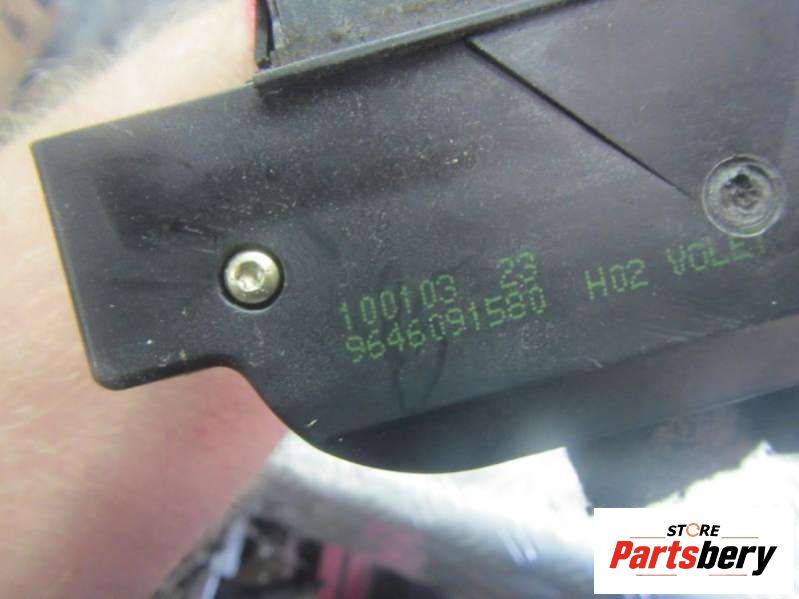 100103 23
9646091580 H02 VOLET
STORE
Partsbery